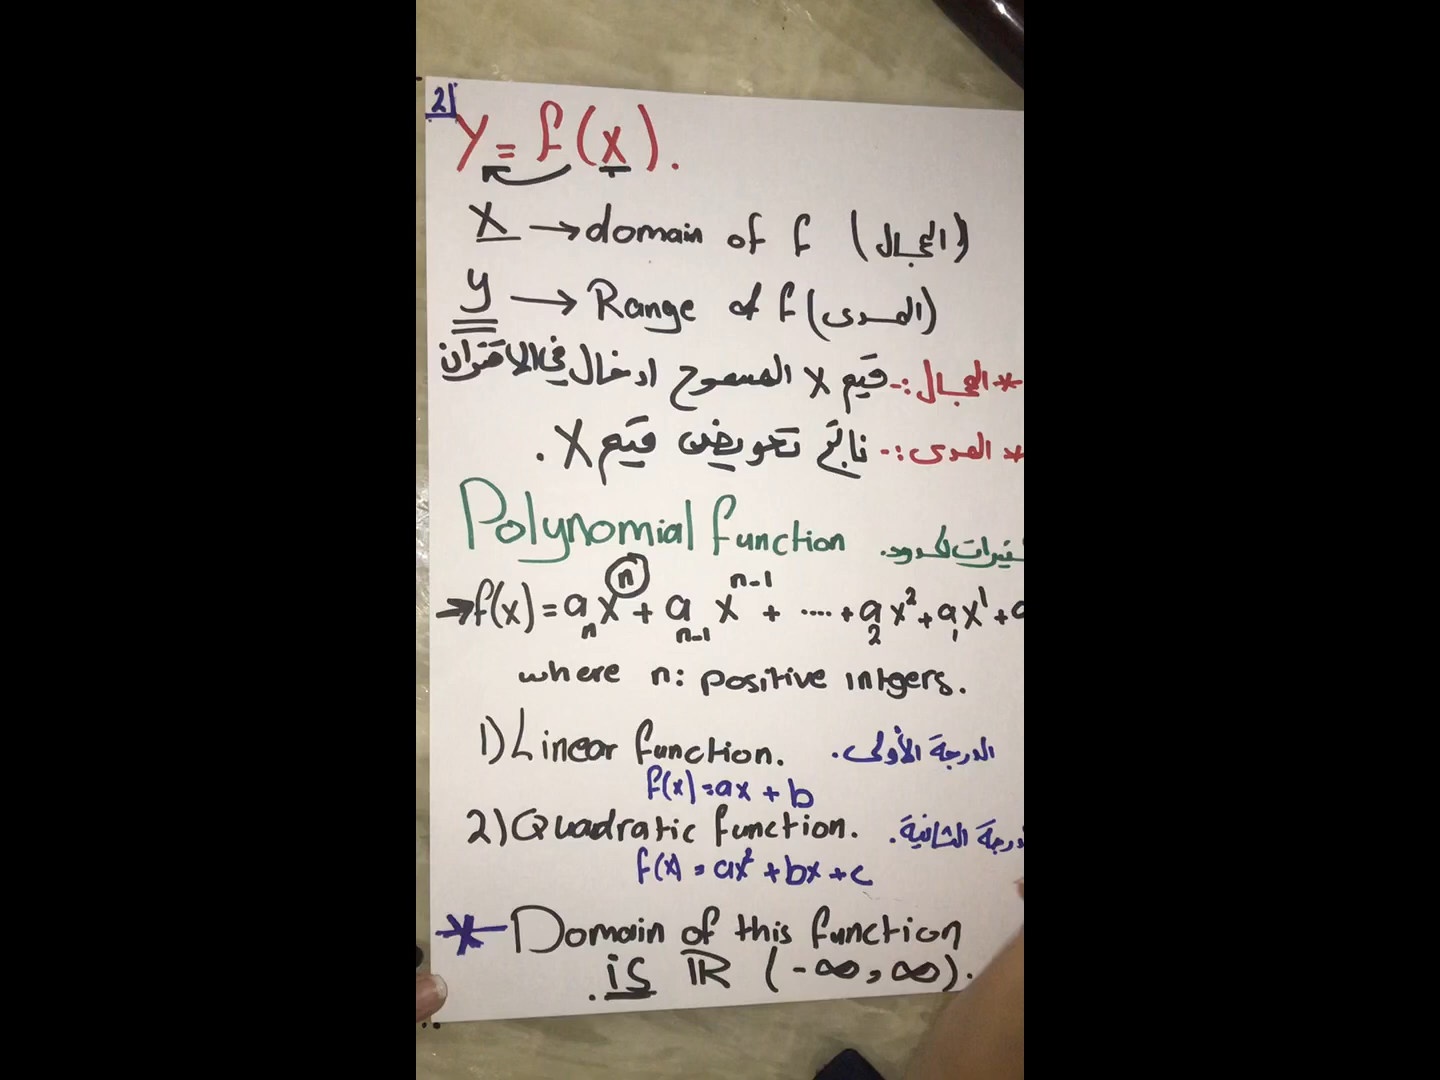 2
y = f(x).
x → domain of f (المجال)
y → Range of f (المدى)
* المجال :- قيم x المسموح ادخال في الاقتران
* المدى :- ناتج تعويض قيم x.
Polynomial function
f(x) = aₙxⁿ + aₙ₋₁xⁿ⁻¹ + .... + a₂x² + a₁x¹ +
where n: positive intgers.
1) Linear function. الدرجة الأولى.
f(x) = ax + b
2) Quadratic function. الثانية.
f(x) = ax² + bx + c
* Domain of this function
is ℝ (-∞, ∞).